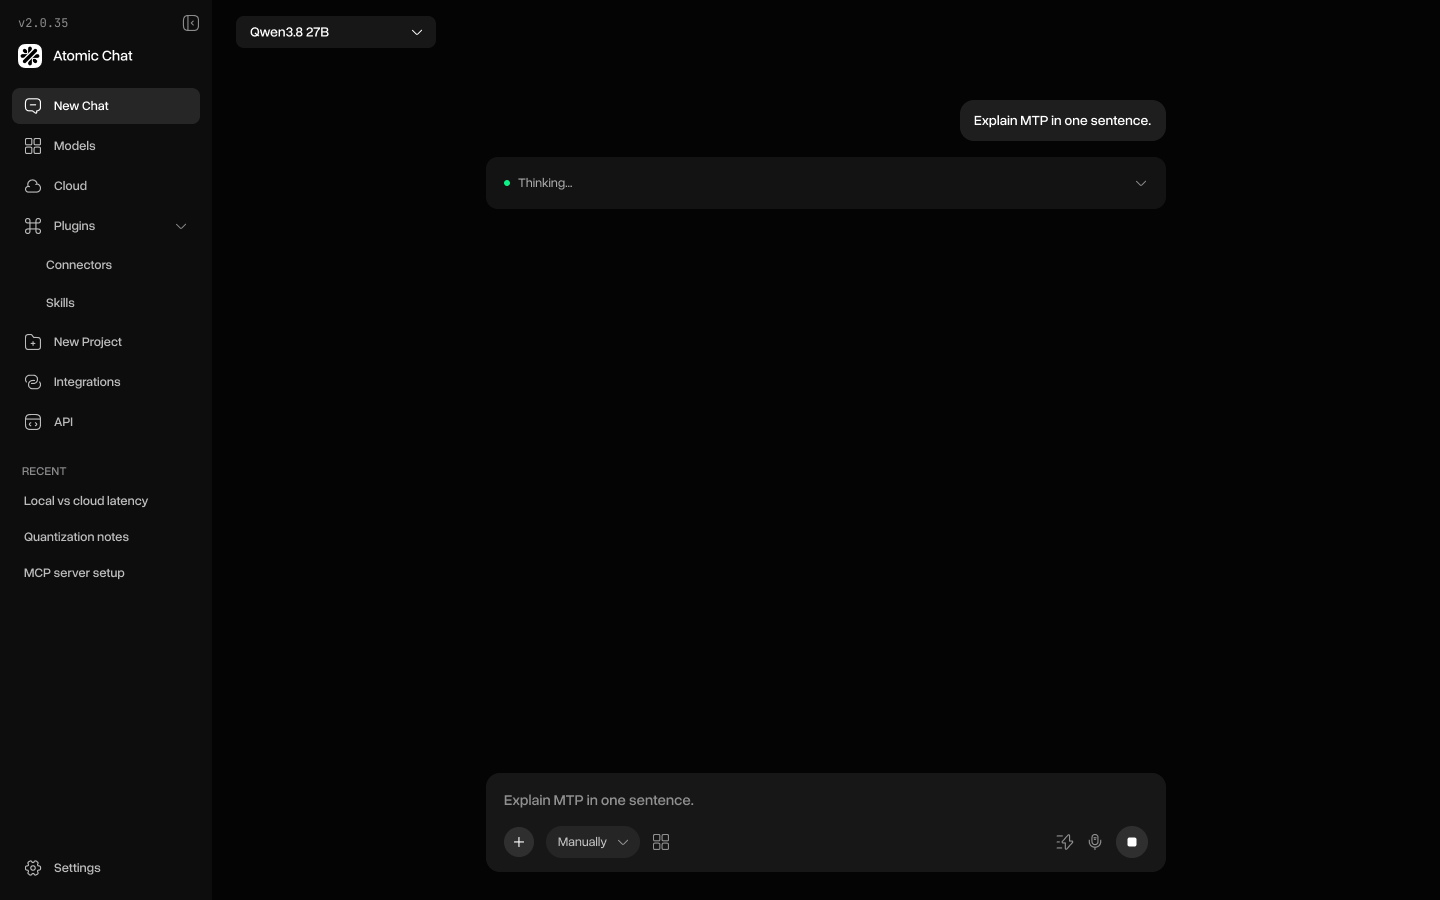 v2.0.35
Atomic Chat
New Chat
Models
Cloud
Plugins
Connectors
Skills
New Project
Integrations
API
RECENT
Local vs cloud latency
Quantization notes
MCP server setup
Settings
Qwen3.8 27B
Explain MTP in one sentence.
Thinking...
Explain MTP in one sentence.
Manually